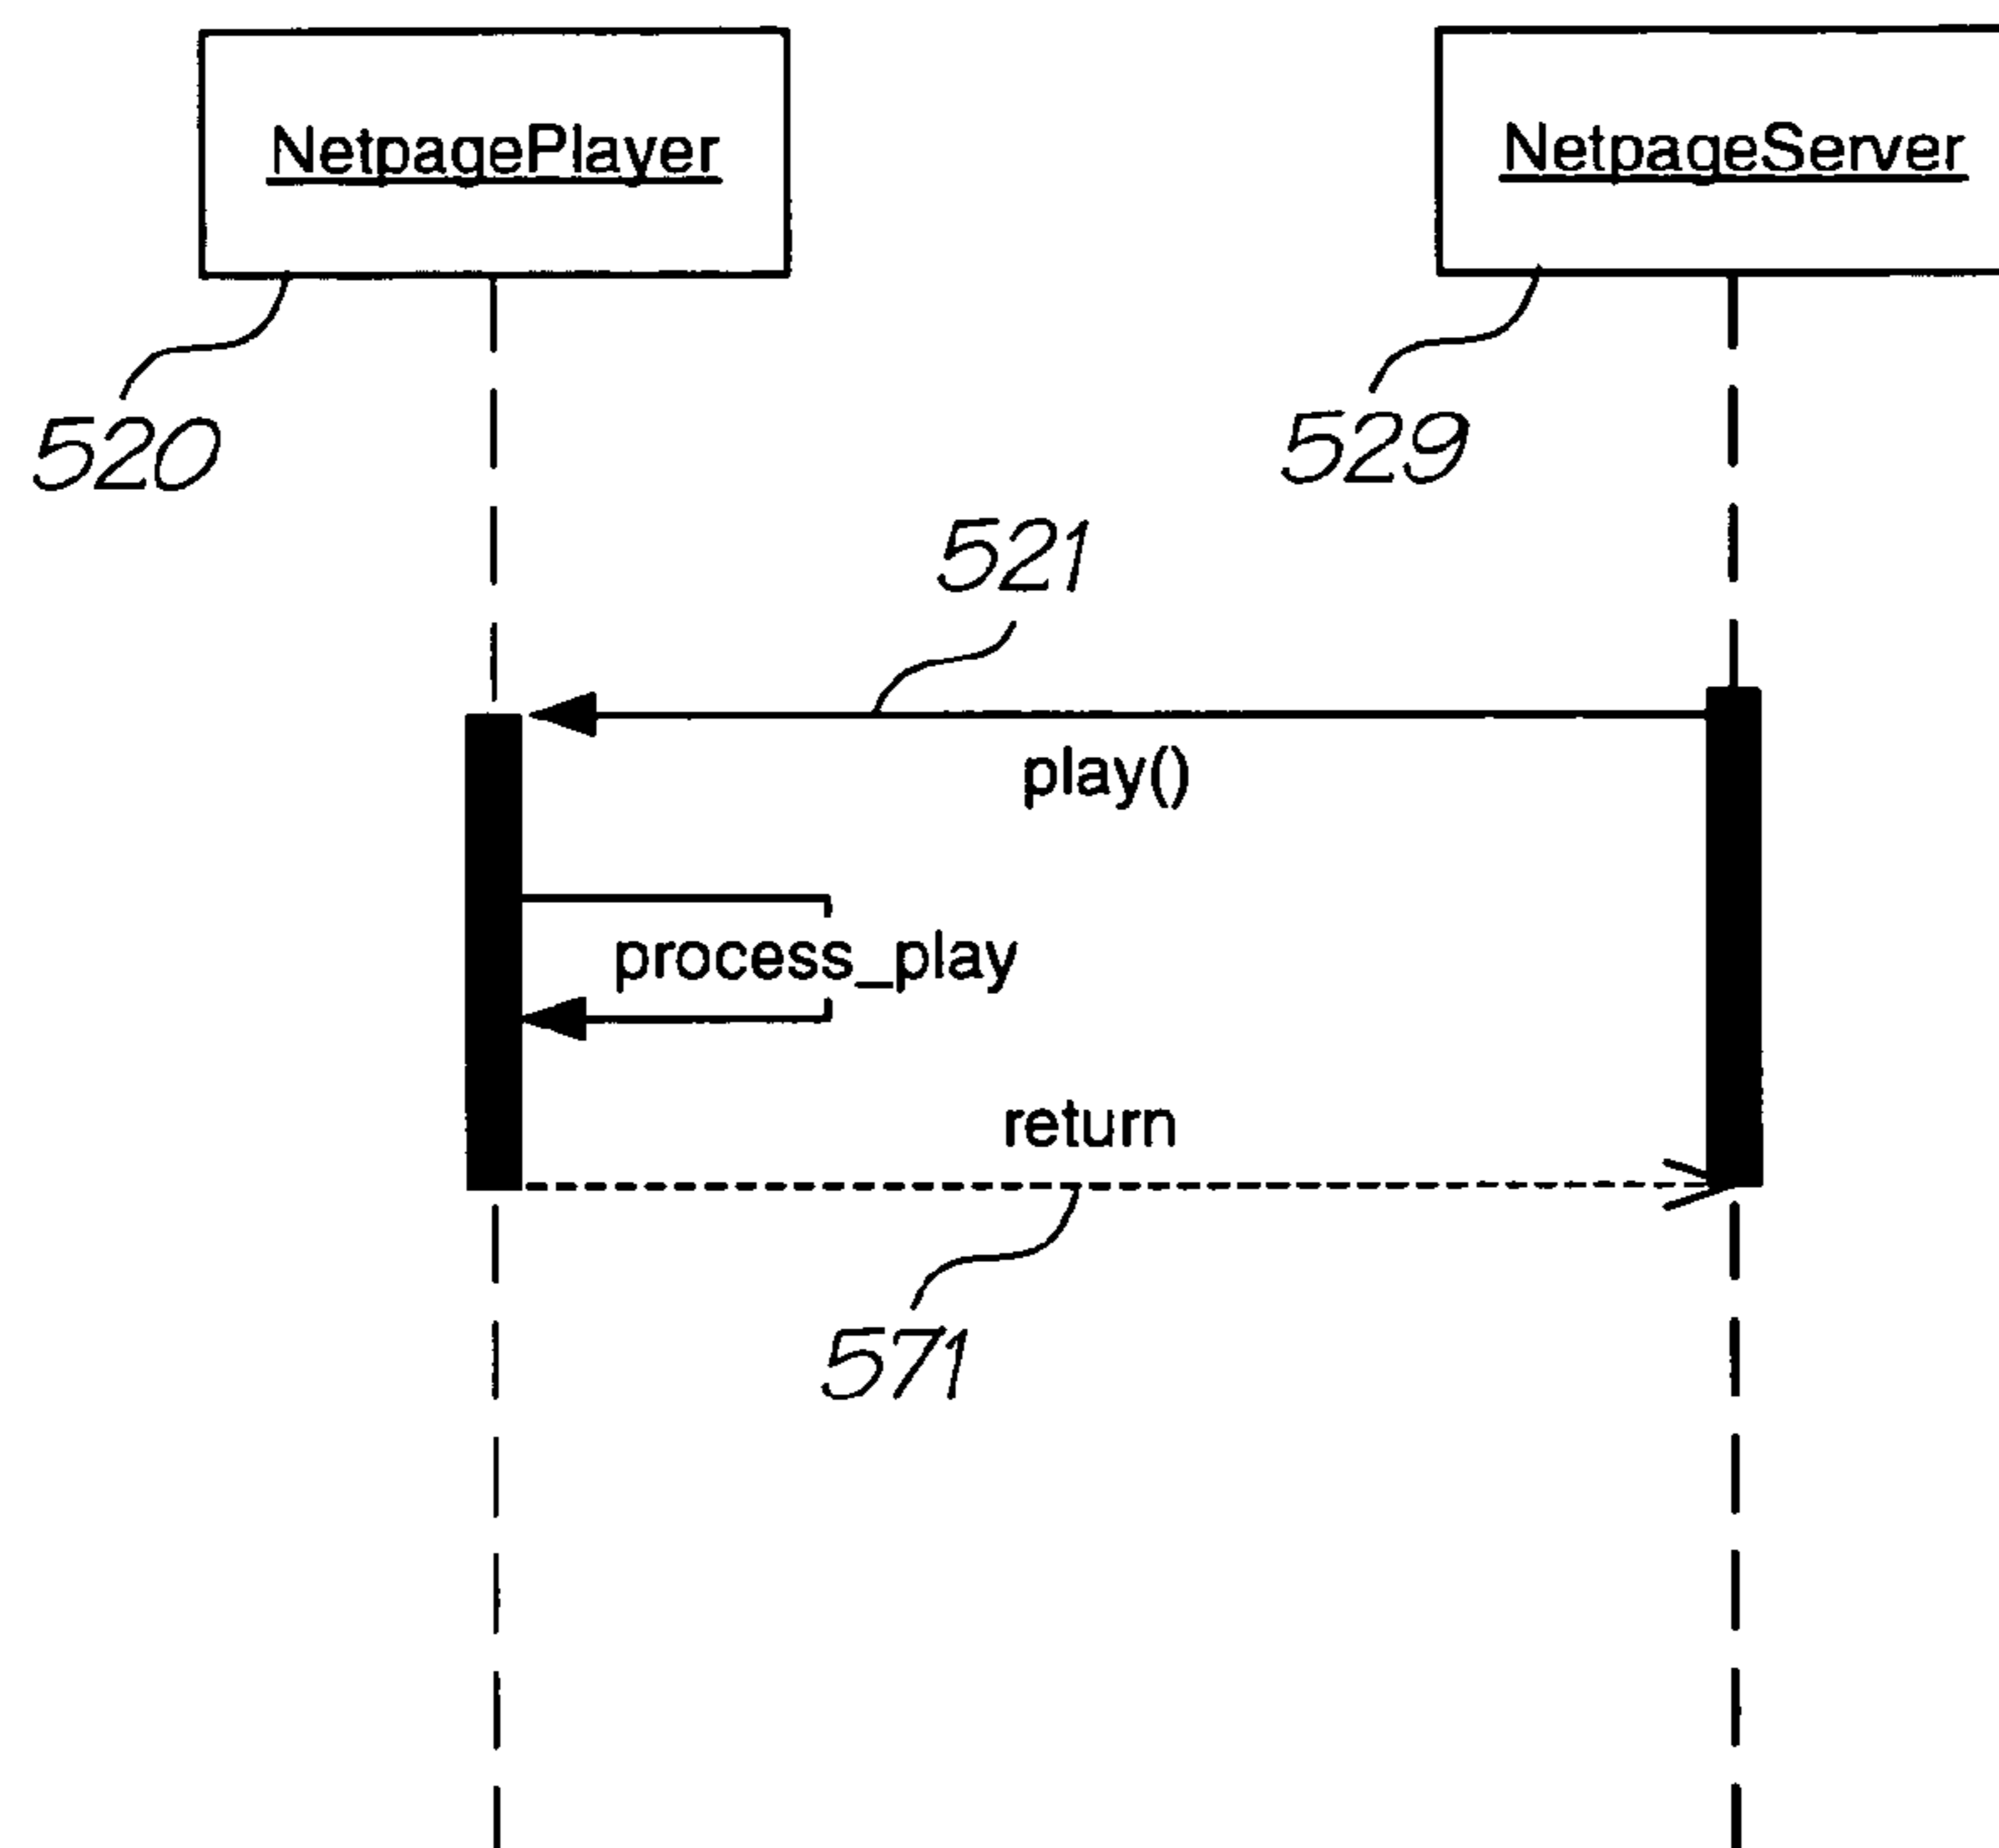 NetpagePlayer
NetpageServer
520
529
521
play()
process_play
return
571